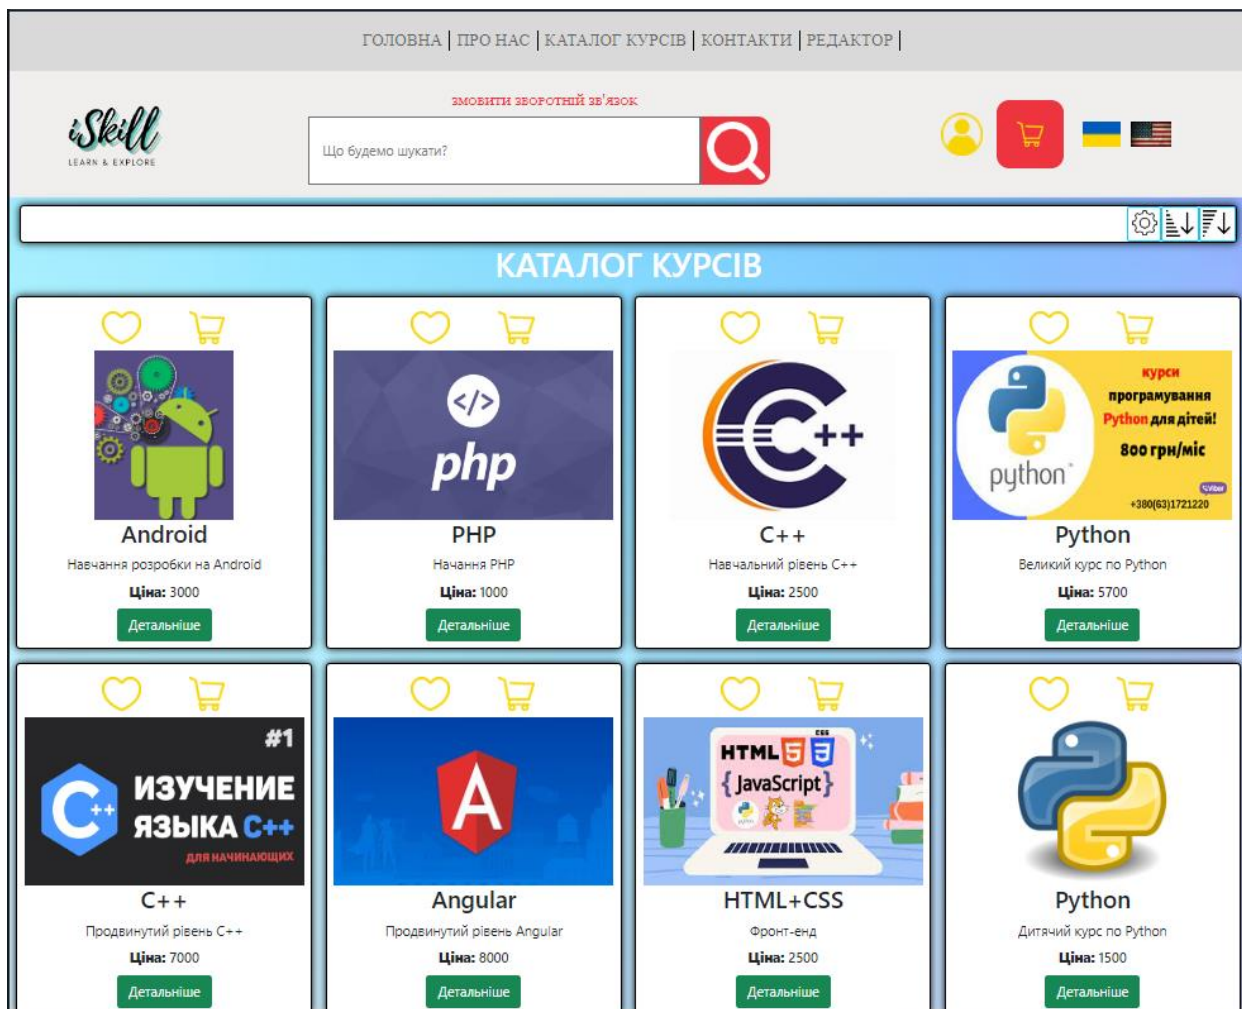 ГОЛОВНА | ПРО НАС | КАТАЛОГ КУРСІВ | КОНТАКТИ | РЕДАКТОР |
ЗМОВИТИ ЗВОРОТНІЙ ЗВ'ЯЗОК
iSkill
LEARN & EXPLORE
Що будемо шукати?
КАТАЛОГ КУРСІВ
</>
php
C++
python
курси
програмування
Python для дітей!
800 грн/міс
Viber
+380(63)1721220
Android
PHP
C++
Python
Навчання розробки на Android
Начання PHP
Навчальний рівень C++
Великий курс по Python
Ціна: 3000
Ціна: 1000
Ціна: 2500
Ціна: 5700
Детальніше
Детальніше
Детальніше
Детальніше
#1
C++
ИЗУЧЕНИЕ
ЯЗЫКА C++
ДЛЯ НАЧИНАЮЩИХ
A
CSS
HTML 5 3
{ JavaScript }
python
C++
Angular
HTML+CSS
Python
Продвинутий рівень C++
Продвинутий рівень Angular
Фронт-енд
Дитячий курс по Python
Ціна: 7000
Ціна: 8000
Ціна: 2500
Ціна: 1500
Детальніше
Детальніше
Детальніше
Детальніше